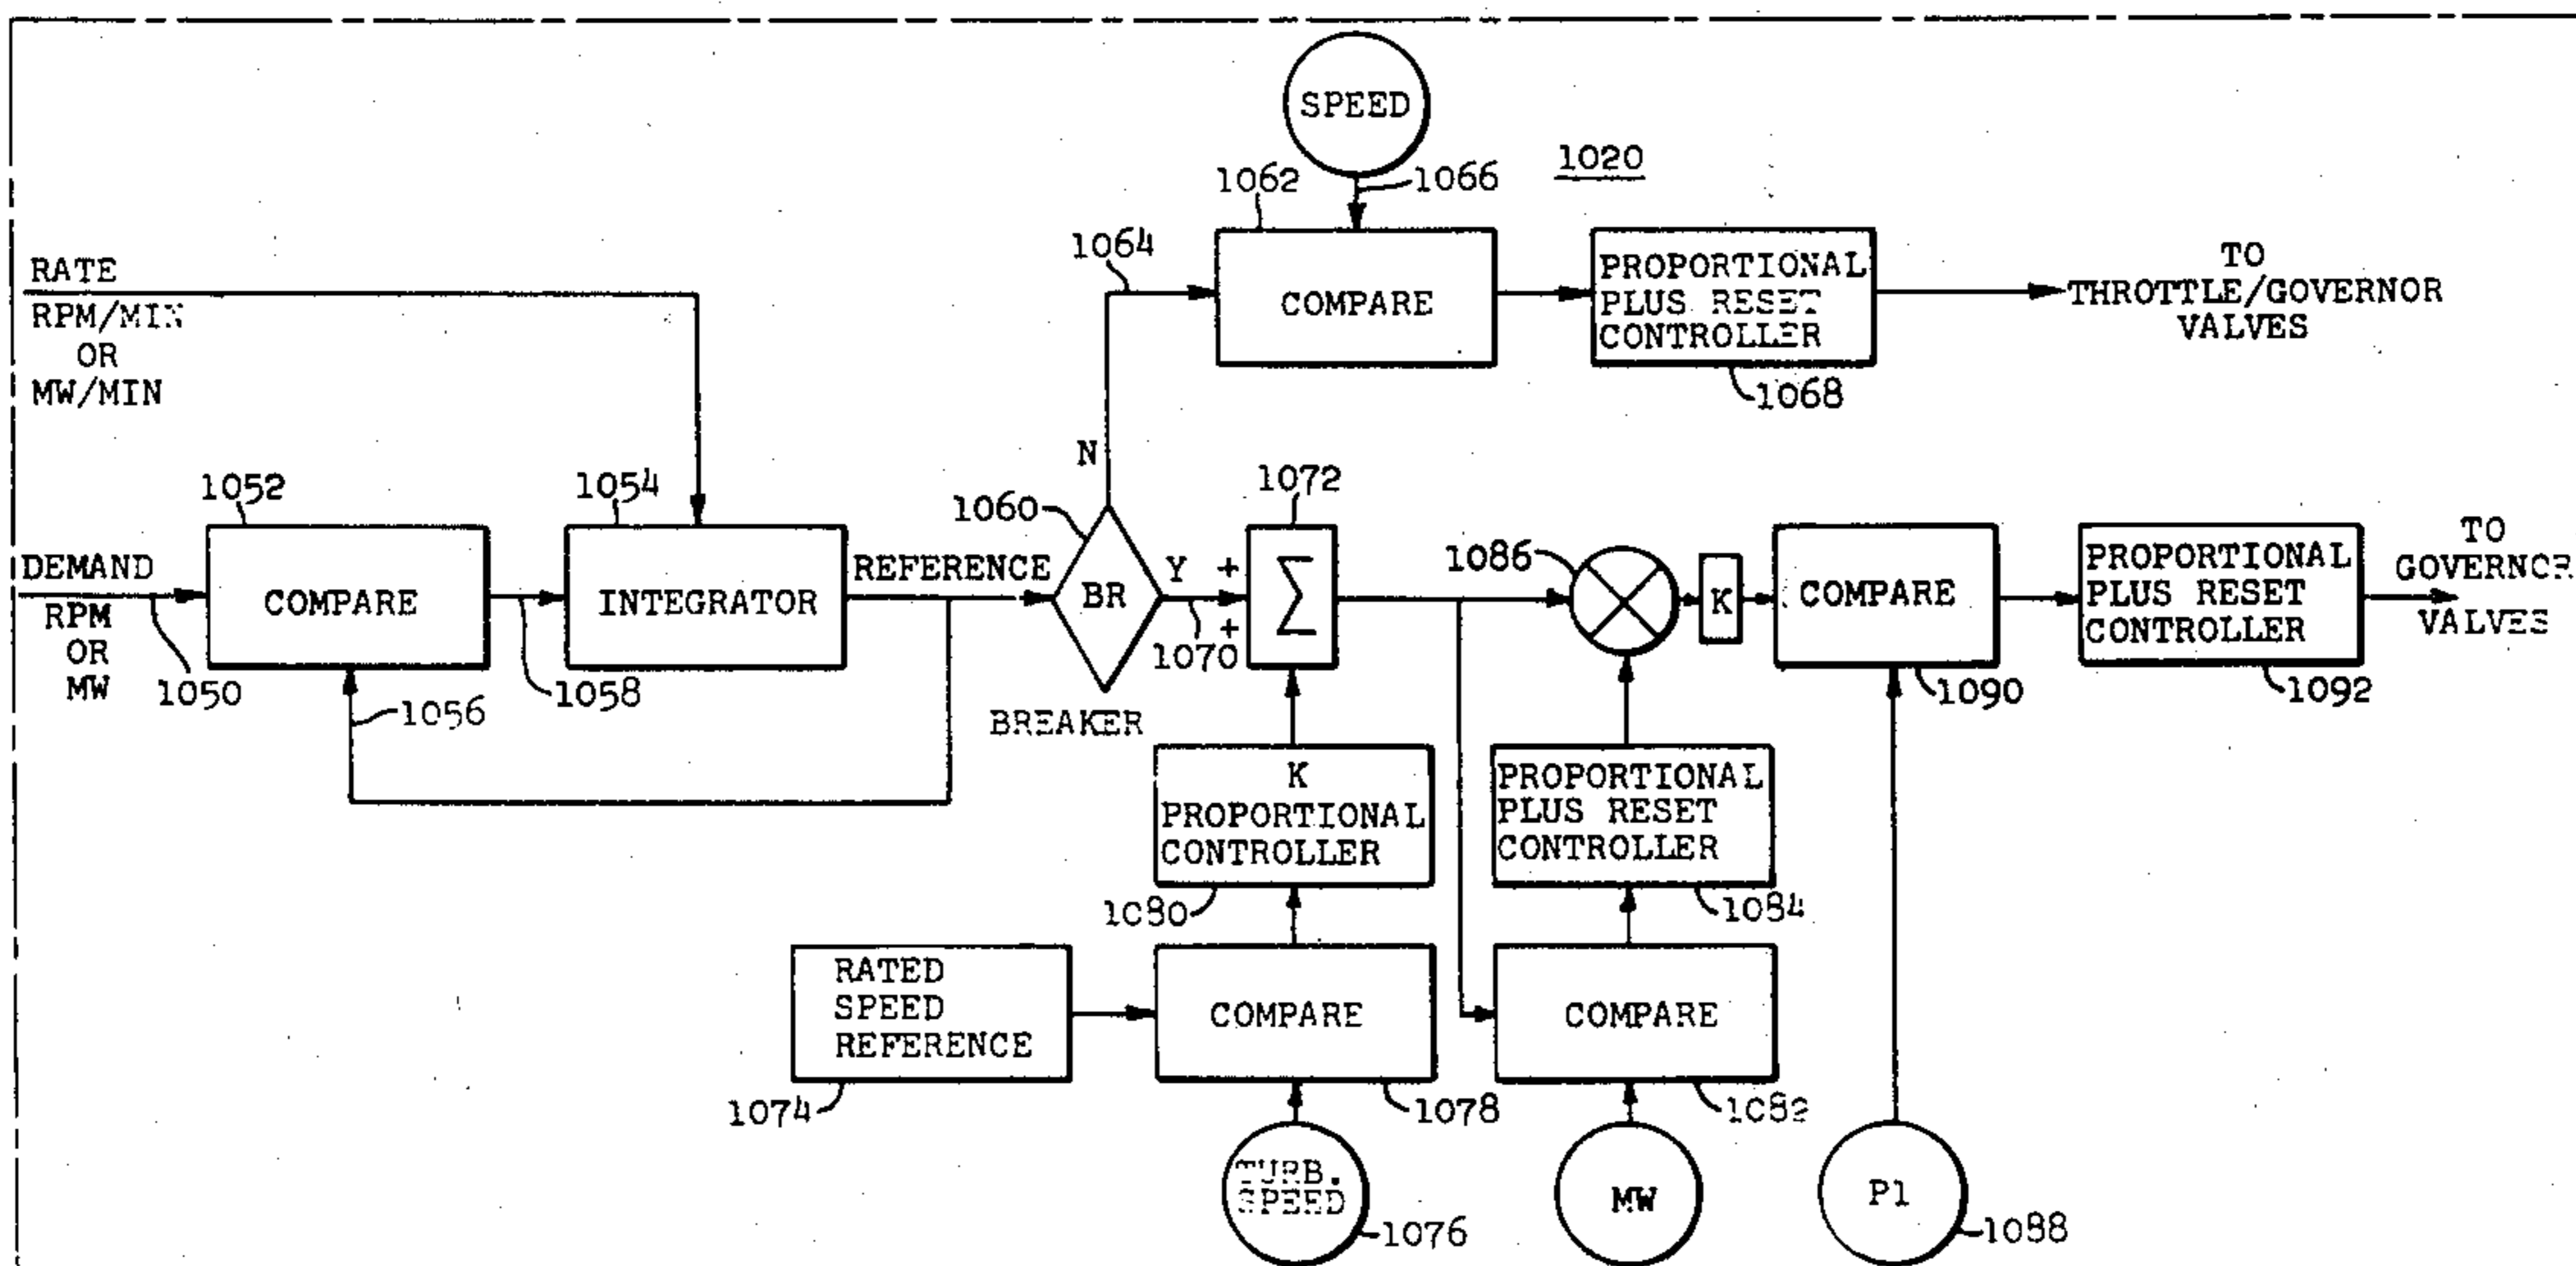 SPEED
1020
1062
1066
1064
RATE
RPM/MIN
OR
MW/MIN
COMPARE
PROPORTIONAL
PLUS RESET
CONTROLLER
TO
THROTTLE/GOVERNOR
VALVES
1068
N
1052
1054
1060
1072
1086
DEMAND
RPM
OR
MW
COMPARE
INTEGRATOR
REFERENCE
BR
Y
+
+
Σ
K
COMPARE
PROPORTIONAL
PLUS RESET
CONTROLLER
TO
GOVERNOR
VALVES
1050
1056
1058
1070
1090
1092
BREAKER
K
PROPORTIONAL
CONTROLLER
PROPORTIONAL
PLUS RESET
CONTROLLER
1080
1084
RATED
SPEED
REFERENCE
COMPARE
COMPARE
1074
1078
1082
TURB.
SPEED
MW
P1
1076
1088